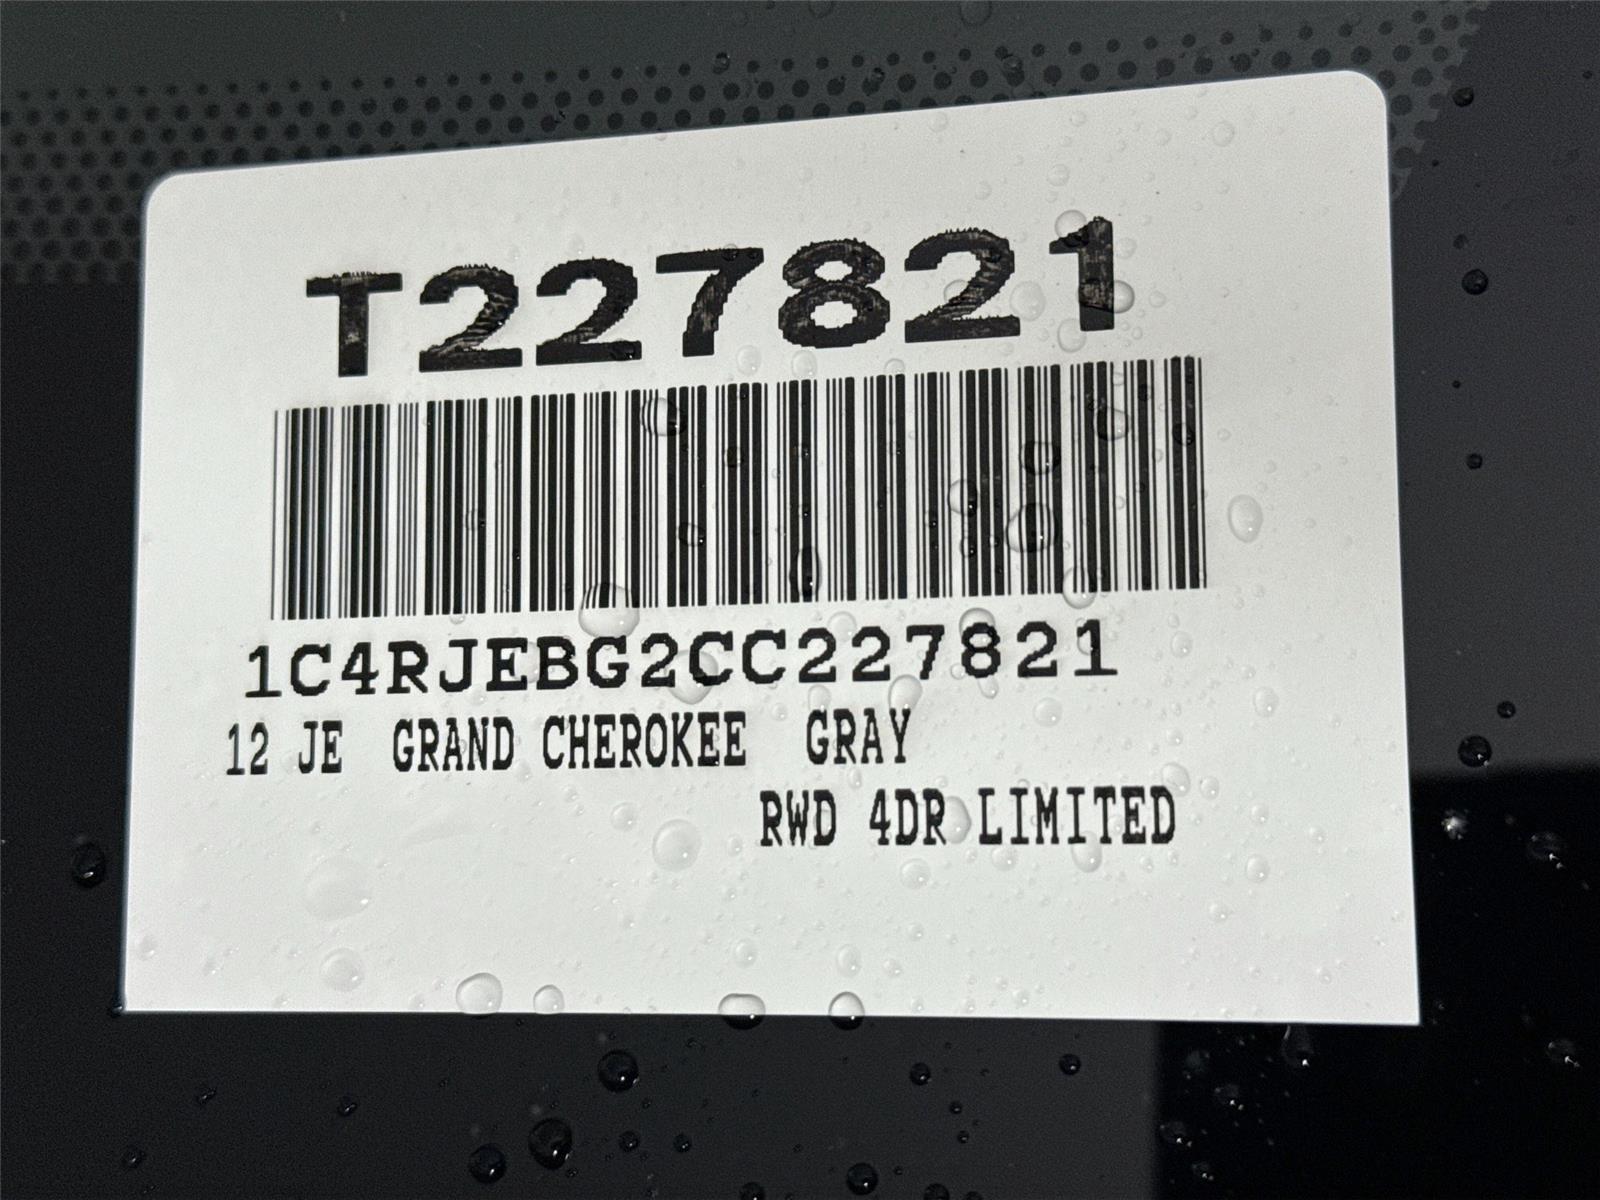 T227821
1C4RJEBG2CC227821
12 JE GRAND CHEROKEE GRAY
RWD 4DR LIMITED